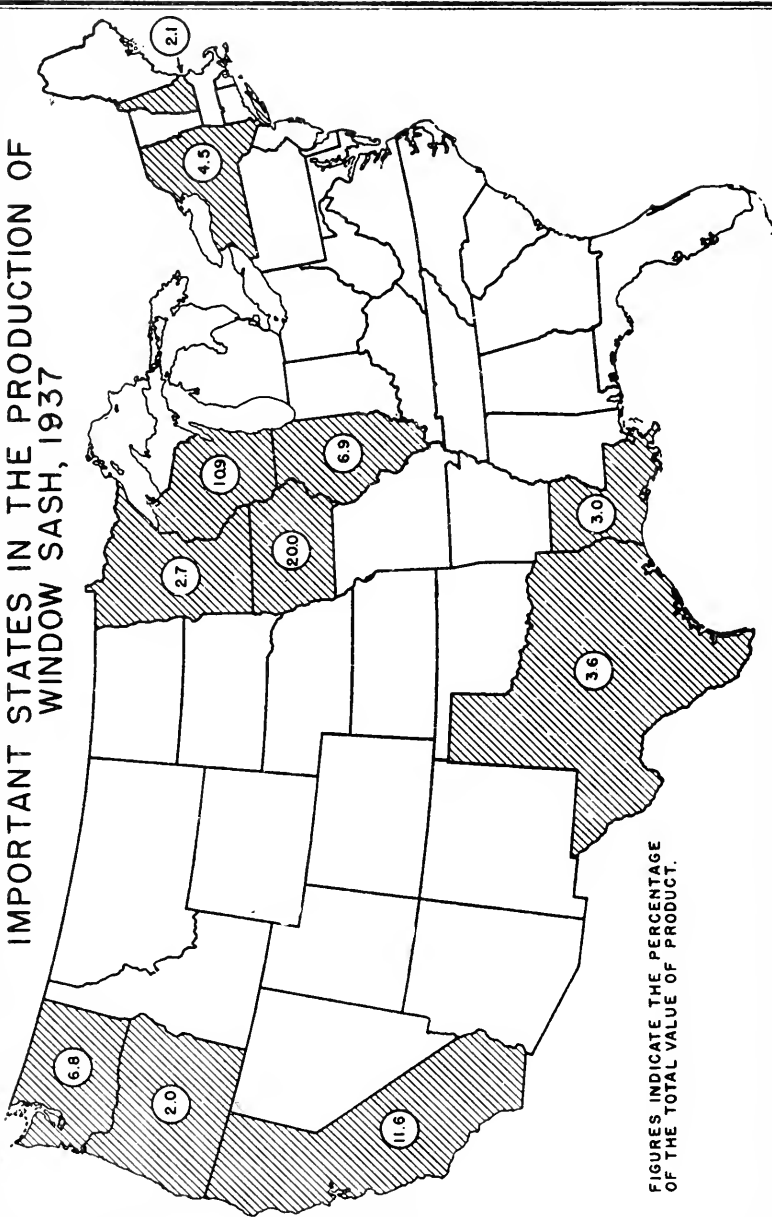 IMPORTANT STATES IN THE PRODUCTION OF
WINDOW SASH, 1937
2.1
4.5
10.9
6.9
2.7
20.0
3.0
3.6
6.8
2.0
11.6
FIGURES INDICATE THE PERCENTAGE
OF THE TOTAL VALUE OF PRODUCT.